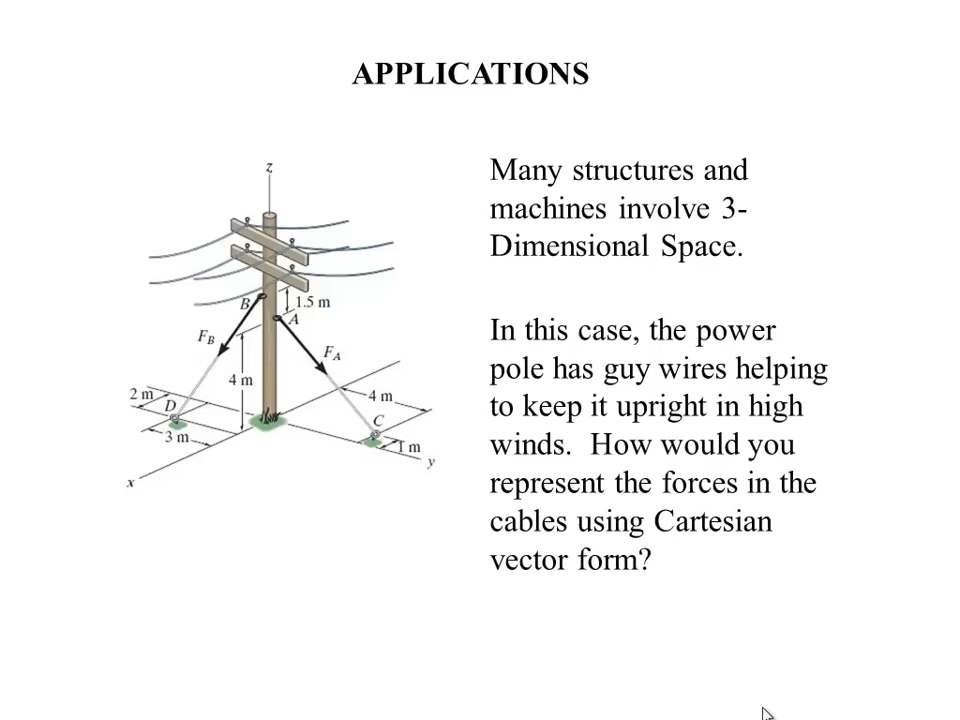 APPLICATIONS
Many structures and
machines involve 3-
Dimensional Space.
In this case, the power
pole has guy wires helping
to keep it upright in high
winds. How would you
represent the forces in the
cables using Cartesian
vector form?
z
B
1.5 m
A
F_B
F_A
4 m
2 m
D
4 m
C
3 m
1 m
y
x